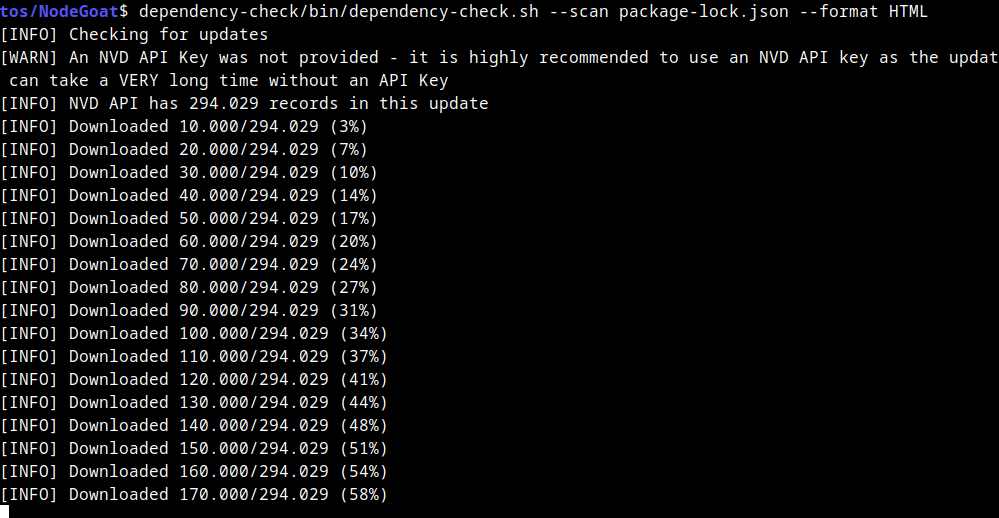 tos/NodeGoat$ dependency-check/bin/dependency-check.sh --scan package-lock.json --format HTML
[INFO] Checking for updates
[WARN] An NVD API Key was not provided - it is highly recommended to use an NVD API key as the updat
can take a VERY long time without an API Key
[INFO] NVD API has 294.029 records in this update
[INFO] Downloaded 10.000/294.029 (3%)
[INFO] Downloaded 20.000/294.029 (7%)
[INFO] Downloaded 30.000/294.029 (10%)
[INFO] Downloaded 40.000/294.029 (14%)
[INFO] Downloaded 50.000/294.029 (17%)
[INFO] Downloaded 60.000/294.029 (20%)
[INFO] Downloaded 70.000/294.029 (24%)
[INFO] Downloaded 80.000/294.029 (27%)
[INFO] Downloaded 90.000/294.029 (31%)
[INFO] Downloaded 100.000/294.029 (34%)
[INFO] Downloaded 110.000/294.029 (37%)
[INFO] Downloaded 120.000/294.029 (41%)
[INFO] Downloaded 130.000/294.029 (44%)
[INFO] Downloaded 140.000/294.029 (48%)
[INFO] Downloaded 150.000/294.029 (51%)
[INFO] Downloaded 160.000/294.029 (54%)
[INFO] Downloaded 170.000/294.029 (58%)